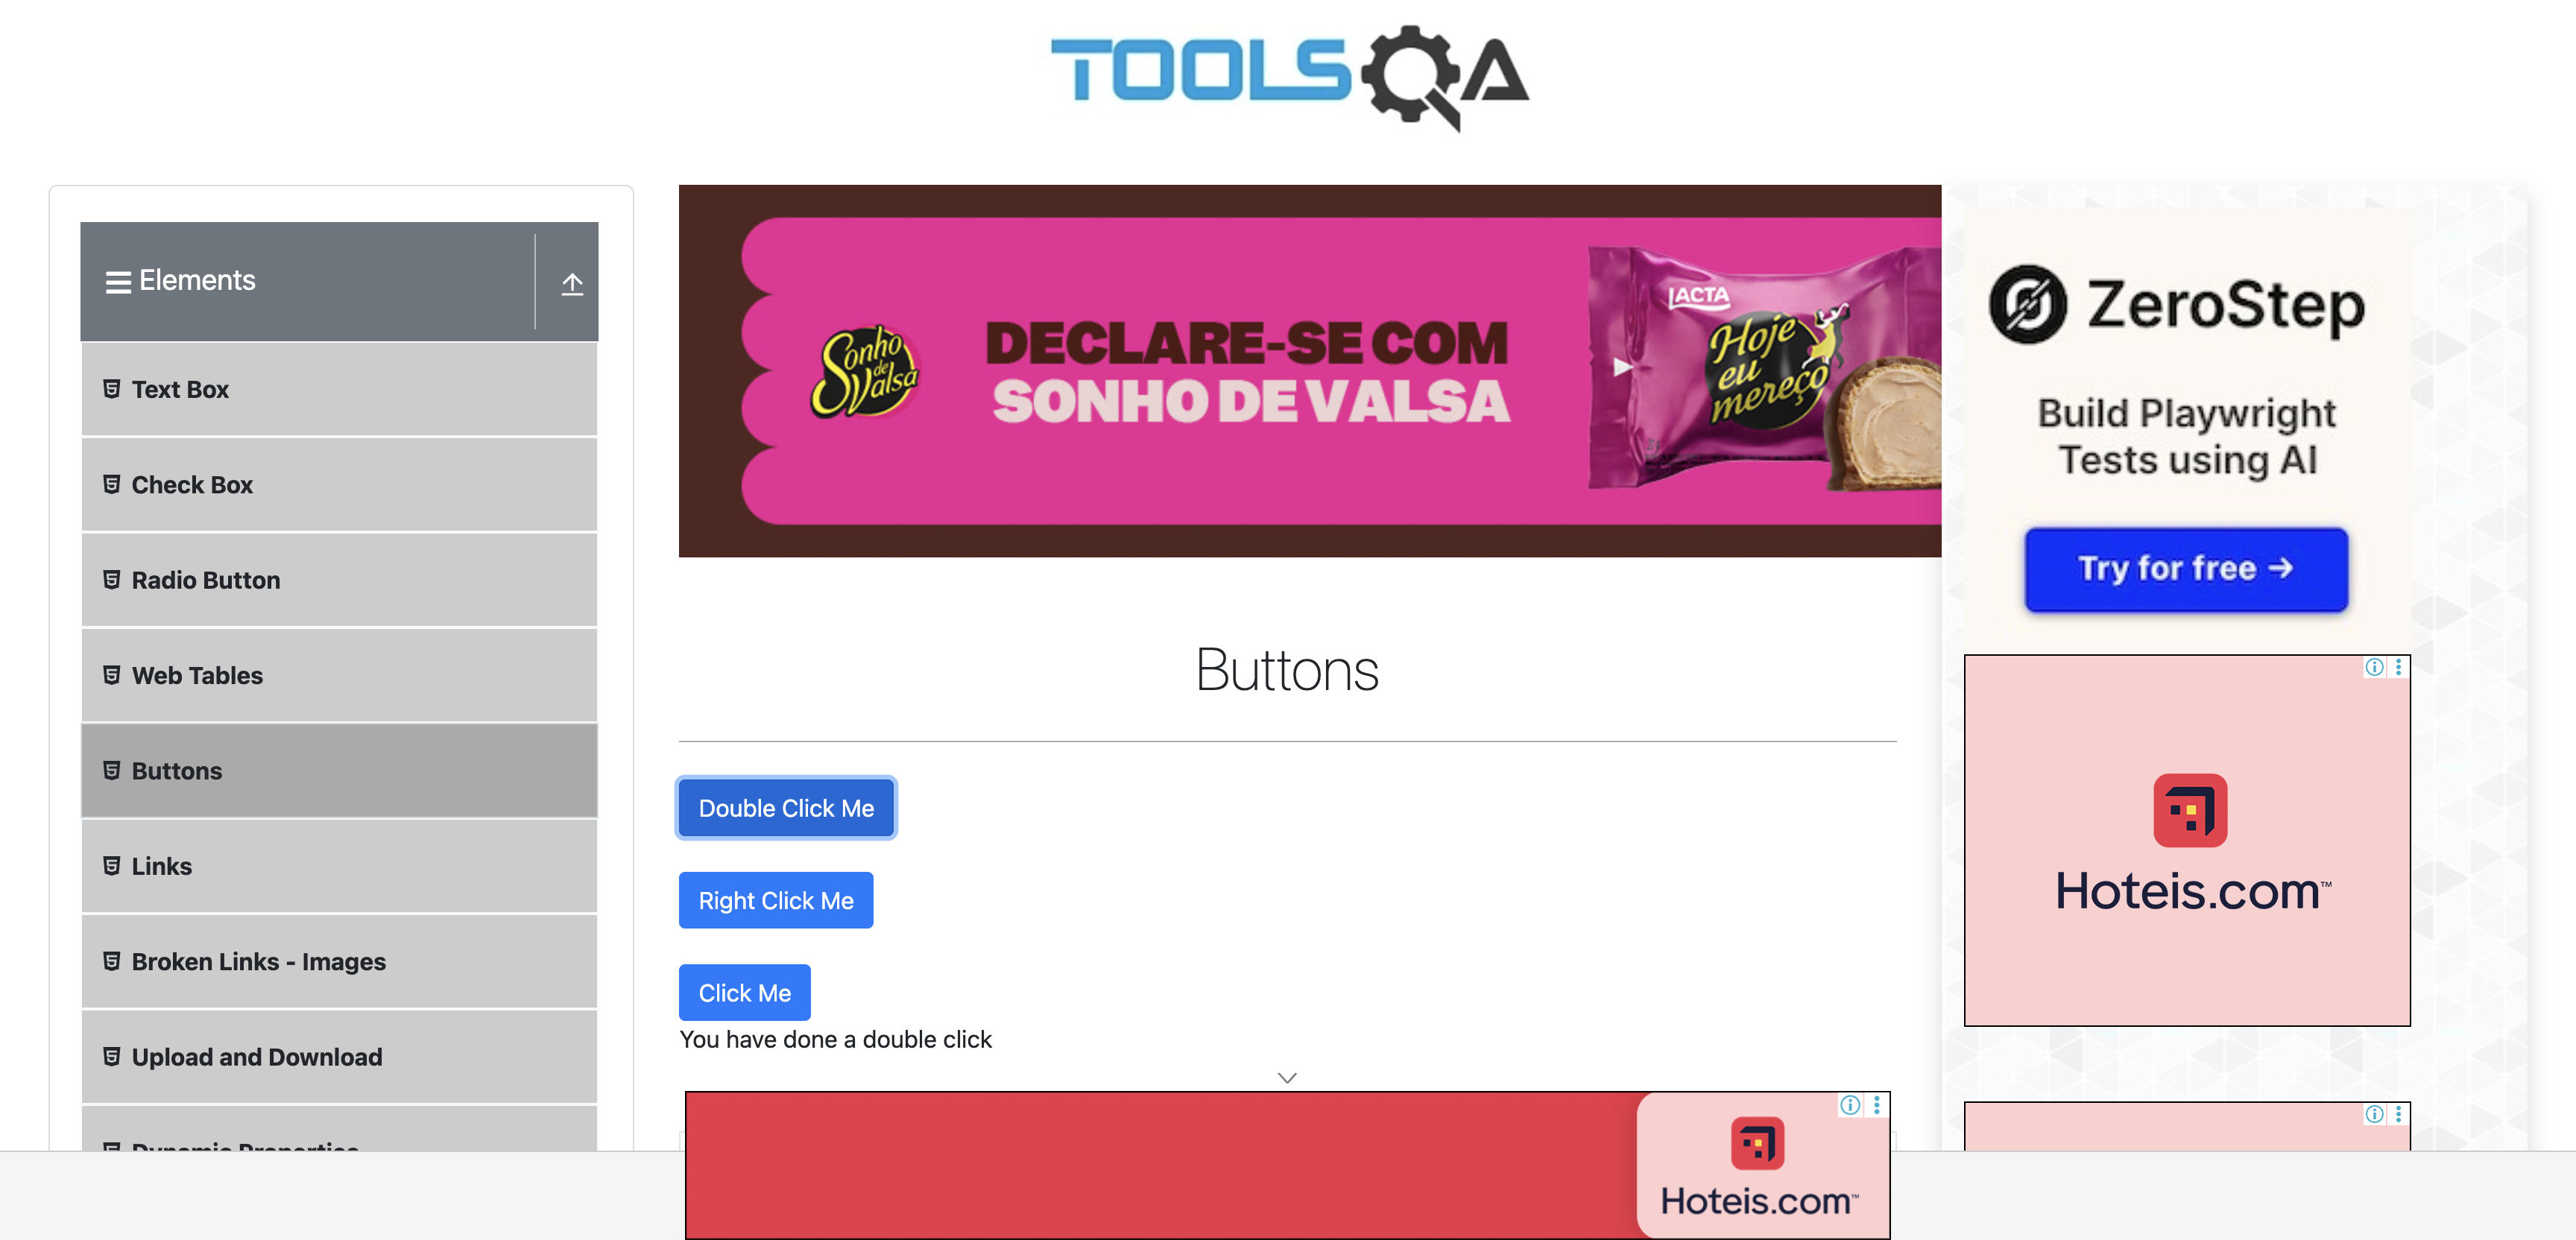 TOOLSQA
Elements
Text Box
Check Box
Radio Button
Web Tables
Buttons
Links
Broken Links - Images
Upload and Download
Dynamic Properties
Sonho
de
Valsa
DECLARE-SE COM
SONHO DE VALSA
LACTA
Hoje
eu
mereço
Buttons
Double Click Me
Right Click Me
Click Me
You have done a double click
Hoteis.com™
ZeroStep
Build Playwright
Tests using AI
Try for free →
Hoteis.com™